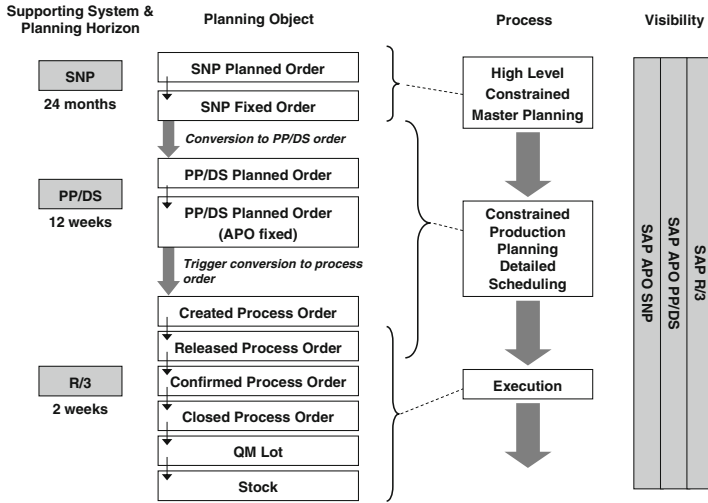 Supporting System &
Planning Horizon
Planning Object
Process
Visibility
SNP
24 months
SNP Planned Order
SNP Fixed Order
Conversion to PP/DS order
High Level
Constrained
Master Planning
PP/DS
12 weeks
PP/DS Planned Order
PP/DS Planned Order
(APO fixed)
Trigger conversion to process
order
Constrained
Production
Planning
Detailed
Scheduling
R/3
2 weeks
Created Process Order
Released Process Order
Confirmed Process Order
Closed Process Order
QM Lot
Stock
Execution
SAP APO SNP
SAP APO PP/DS
SAP R/3